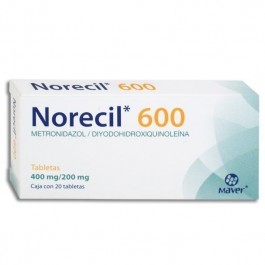 Norecil* 600
Norecil* 600
METRONIDAZOL / DIYODOHIDROXIQUINOLEÍNA
Tabletas
400 mg/200 mg
Caja con 20 tabletas
Maver